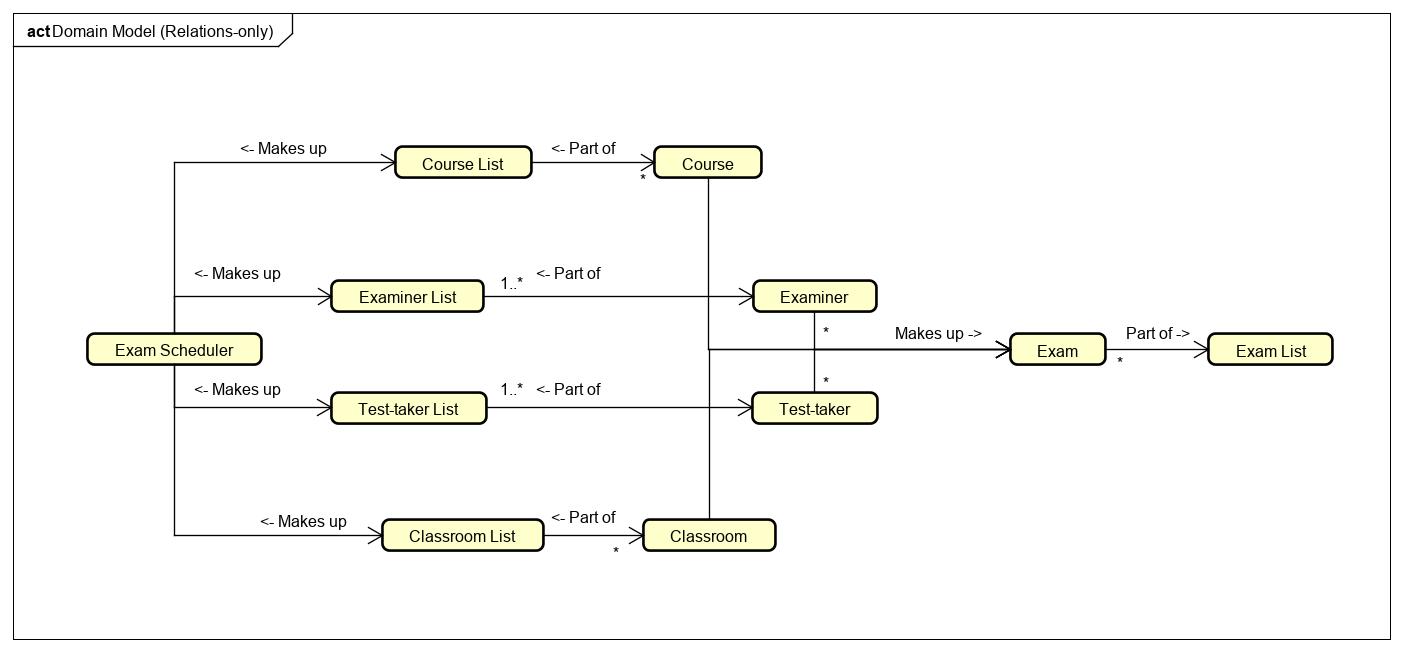 act Domain Model (Relations-only)
<- Makes up
Course List
<- Part of
*
Course
<- Makes up
Examiner List
1..*
<- Part of
Examiner
*
Exam Scheduler
Makes up ->
Exam
Part of ->
*
Exam List
<- Makes up
Test-taker List
1..*
<- Part of
*
Test-taker
<- Makes up
Classroom List
<- Part of
*
Classroom